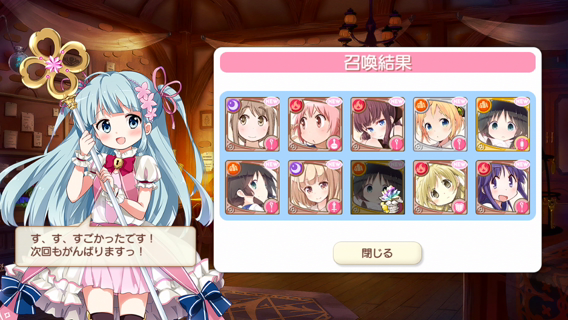 召喚結果
す、す、すごかったです！
次回もがんばりますっ！
閉じる